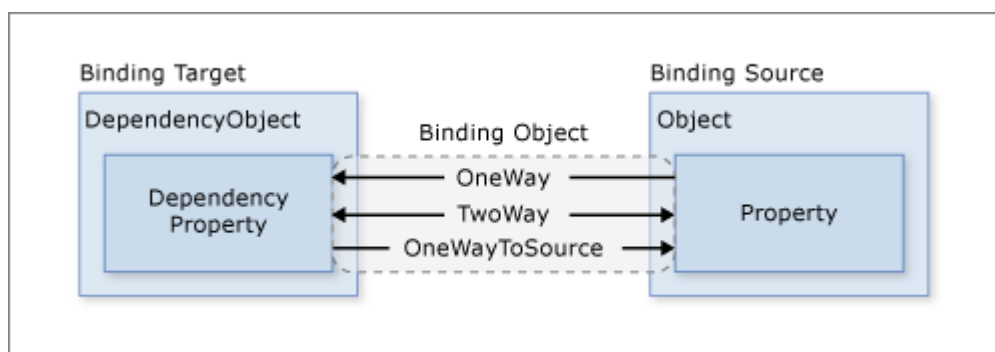 Binding Target
Binding Source
DependencyObject
Object
Binding Object
OneWay
Dependency
Property
TwoWay
Property
OneWayToSource